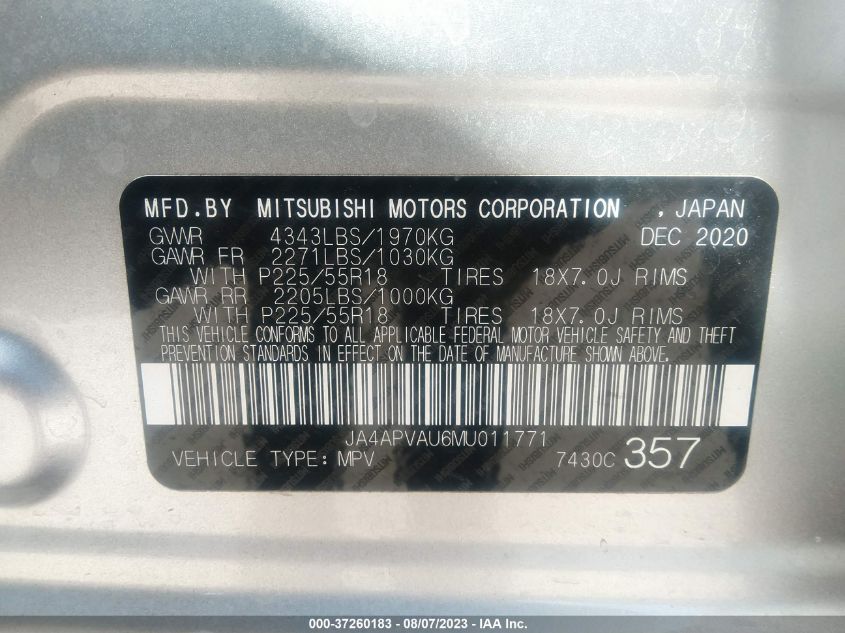 MFD.BY MITSUBISHI MOTORS CORPORATION , JAPAN
GVWR 4343LBS/1970KG DEC 2020
GAWR FR 2271LBS/1030KG
WITH P225/55R18 TIRES 18X7.0J RIMS
GAWR RR 2205LBS/1000KG
WITH P225/55R18 TIRES 18X7.0J RIMS
THIS VEHICLE CONFORMS TO ALL APPLICABLE FEDERAL MOTOR VEHICLE SAFETY AND THEFT
PREVENTION STANDARDS IN EFFECT ON THE DATE OF MANUFACTURE SHOWN ABOVE.
JA4APVAU6MU011771
VEHICLE TYPE: MPV 7430C 357
000-37260183 - 08/07/2023 - IAA Inc.